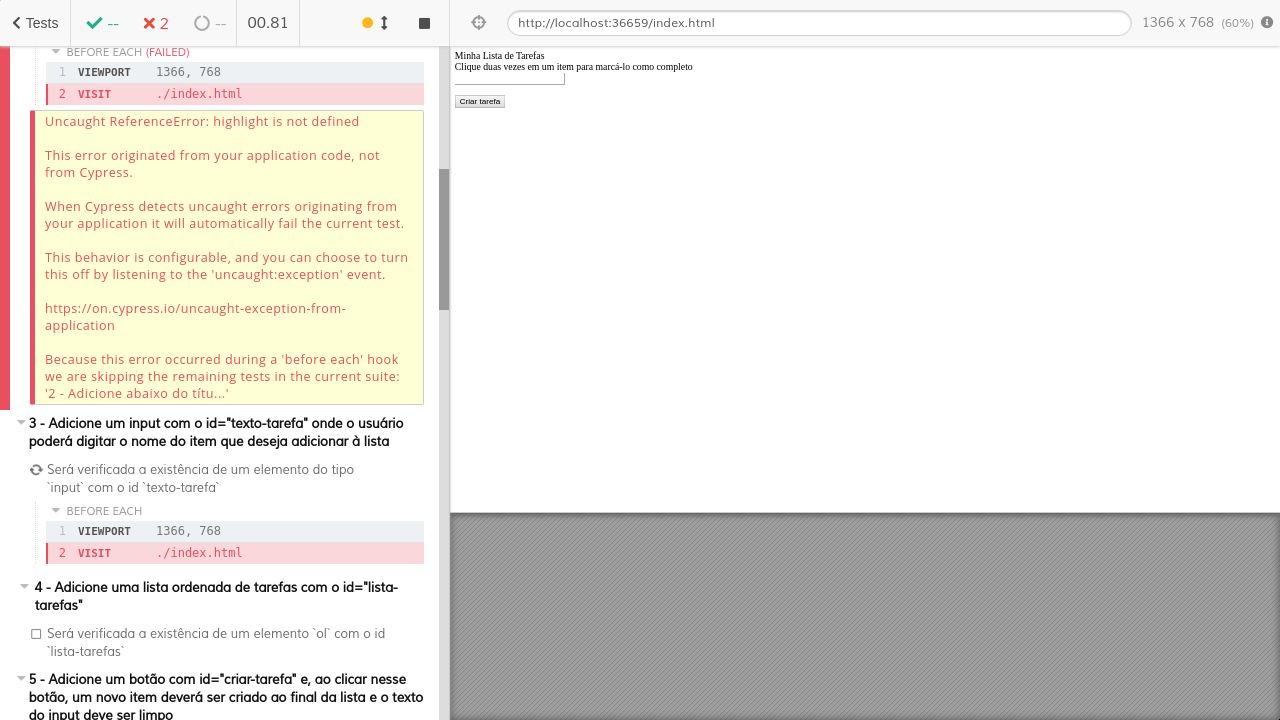 Tests
--
2
--
00.81
http://localhost:36659/index.html
1366 x 768 (60%)
BEFORE EACH (FAILED)
1 VIEWPORT 1366, 768
2 VISIT ./index.html
Uncaught ReferenceError: highlight is not defined
This error originated from your application code, not
from Cypress.
When Cypress detects uncaught errors originating from
your application it will automatically fail the current test.
This behavior is configurable, and you can choose to turn
this off by listening to the 'uncaught:exception' event.
https://on.cypress.io/uncaught-exception-from-
application
Because this error occurred during a 'before each' hook
we are skipping the remaining tests in the current suite:
'2 - Adicione abaixo do títu...'
3 - Adicione um input com o id="texto-tarefa" onde o usuário
poderá digitar o nome do item que deseja adicionar à lista
Será verificada a existência de um elemento do tipo
`input` com o id `texto-tarefa`
BEFORE EACH
1 VIEWPORT 1366, 768
2 VISIT ./index.html
4 - Adicione uma lista ordenada de tarefas com o id="lista-
tarefas"
Será verificada a existência de um elemento `ol` com o id
`lista-tarefas`
5 - Adicione um botão com id="criar-tarefa" e, ao clicar nesse
botão, um novo item deverá ser criado ao final da lista e o texto
do input deve ser limpo
Minha Lista de Tarefas
Clique duas vezes em um item para marcá-lo como completo
Criar tarefa